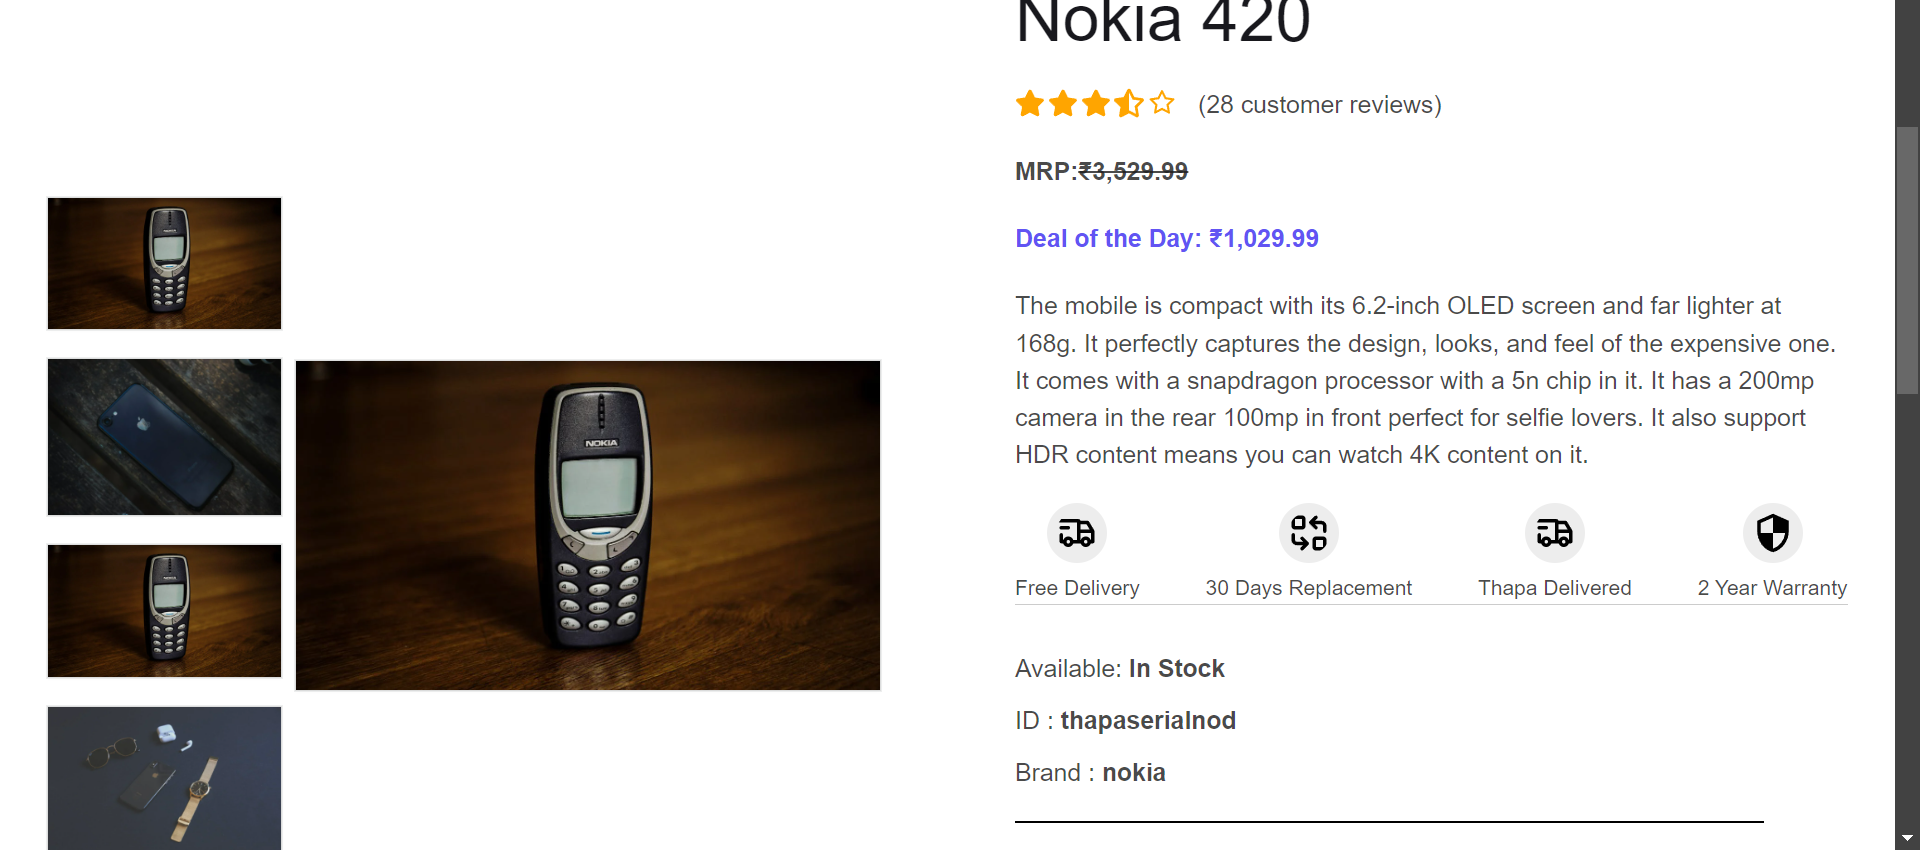 Nokia 420
(28 customer reviews)
MRP:₹3,529.99
Deal of the Day: ₹1,029.99
The mobile is compact with its 6.2-inch OLED screen and far lighter at
168g. It perfectly captures the design, looks, and feel of the expensive one.
It comes with a snapdragon processor with a 5n chip in it. It has a 200mp
camera in the rear 100mp in front perfect for selfie lovers. It also support
HDR content means you can watch 4K content on it.
Free Delivery
30 Days Replacement
Thapa Delivered
2 Year Warranty
Available: In Stock
ID : thapaserialnod
Brand : nokia
NOKIA